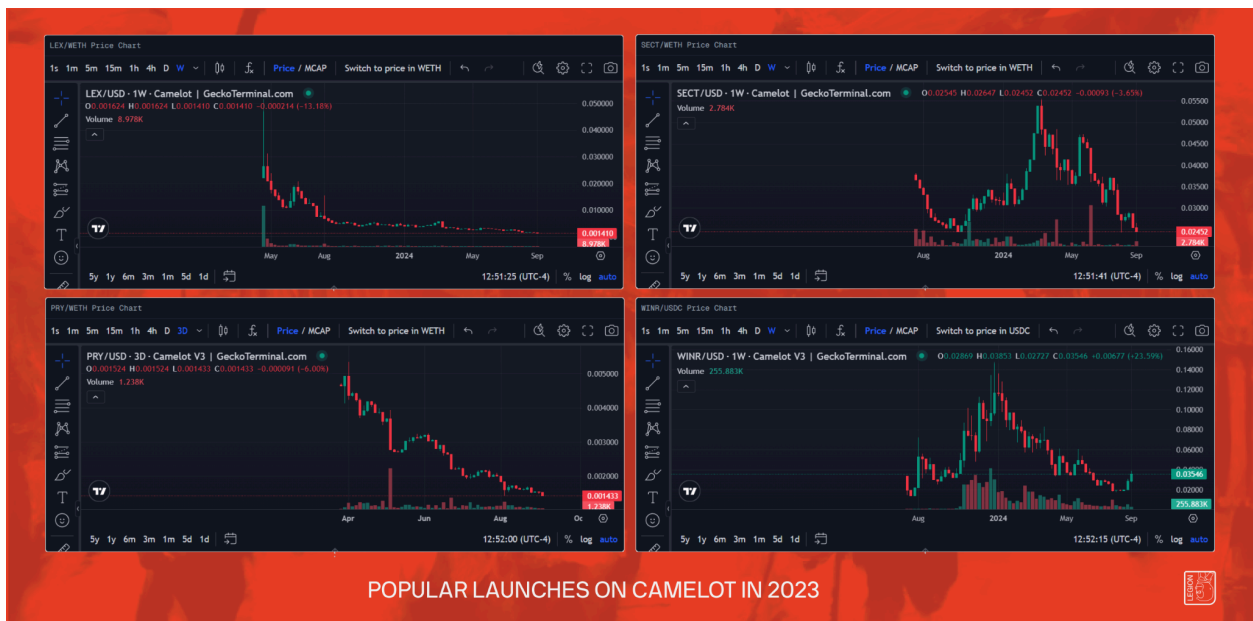 LEX/WETH Price Chart
1s 1m 5m 15m 1h 4h D W Price / MCAP Switch to price in WETH
LEX/USD · 1W · Camelot | GeckoTerminal.com
O0.001624 H0.001624 L0.001410 C0.001410 -0.000214 (-13.18%)
Volume 8.978K
0.050000
0.040000
0.030000
0.020000
0.010000
0.001410
8.978K
May Aug 2024 May Sep
5y 1y 6m 3m 1m 5d 1d 12:51:25 (UTC-4) % log auto
SECT/WETH Price Chart
1s 1m 5m 15m 1h 4h D W Price / MCAP Switch to price in WETH
SECT/USD · 1W · Camelot | GeckoTerminal.com O0.02545 H0.02647 L0.02452 C0.02452 -0.00093 (-3.65%)
Volume 2.784K
0.05500
0.05000
0.04500
0.04000
0.03500
0.03000
0.02452
2.784K
Aug 2024 May Sep
5y 1y 6m 3m 1m 5d 1d 12:51:41 (UTC-4) % log auto
PRY/WETH Price Chart
1s 1m 5m 15m 1h 4h D 3D Price / MCAP Switch to price in WETH
PRY/USD · 3D · Camelot V3 | GeckoTerminal.com
O0.001524 H0.001524 L0.001433 C0.001433 -0.000091 (-6.00%)
Volume 1.238K
0.005000
0.004000
0.003000
0.002000
0.001433
1.238K
Apr Jun Aug Oc
5y 1y 6m 3m 1m 5d 1d 12:52:00 (UTC-4) % log auto
WINR/USDC Price Chart
1s 1m 5m 15m 1h 4h D W Price / MCAP Switch to price in USDC
WINR/USD · 1W · Camelot V3 | GeckoTerminal.com O0.02869 H0.03853 L0.02727 C0.03546 +0.00677 (+23.59%)
Volume 255.883K
0.16000
0.14000
0.12000
0.10000
0.08000
0.06000
0.03546
0.02000
255.883K
Aug 2024 May Sep
5y 1y 6m 3m 1m 5d 1d 12:52:15 (UTC-4) % log auto
POPULAR LAUNCHES ON CAMELOT IN 2023
LEGION